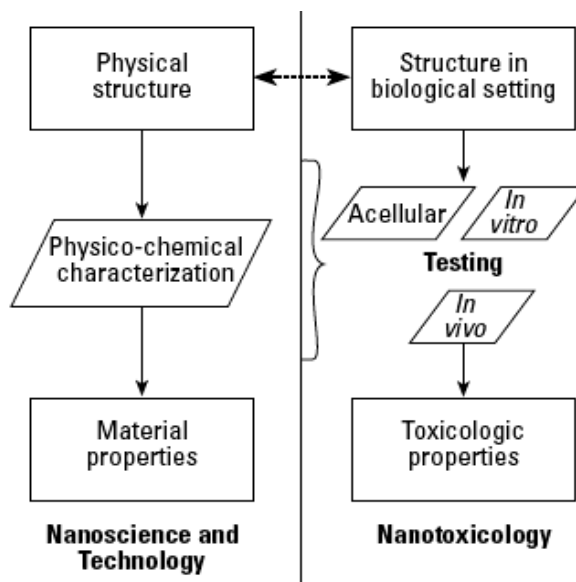 Physical
structure
Structure in
biological setting
Physico-chemical
characterization
Acellular
In
vitro
Testing
In
vivo
Material
properties
Toxicologic
properties
Nanoscience and
Technology
Nanotoxicology